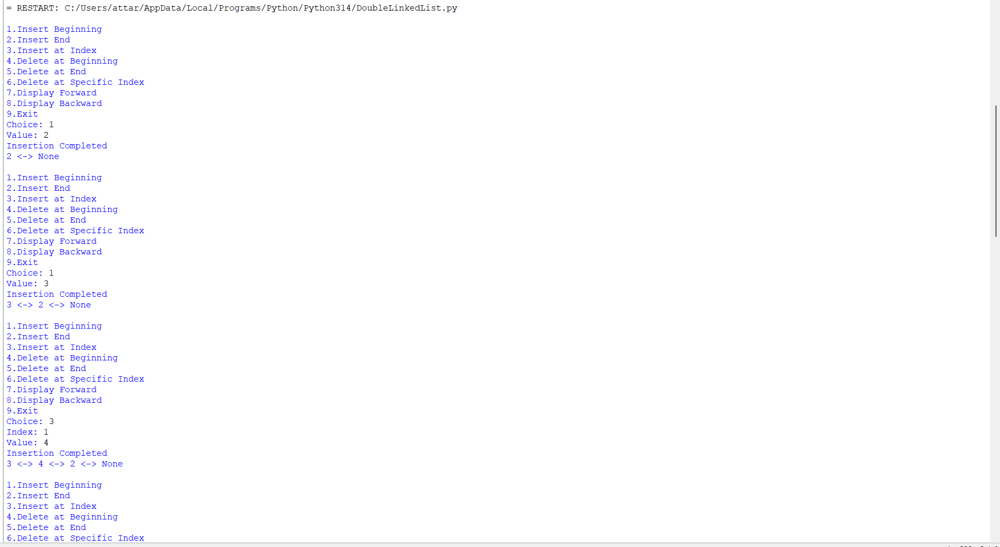 = RESTART: C:/Users/attar/AppData/Local/Programs/Python/Python314/DoubleLinkedList.py
1.Insert Beginning
2.Insert End
3.Insert at Index
4.Delete at Beginning
5.Delete at End
6.Delete at Specific Index
7.Display Forward
8.Display Backward
9.Exit
Choice: 1
Value: 2
Insertion Completed
2 <-> None
1.Insert Beginning
2.Insert End
3.Insert at Index
4.Delete at Beginning
5.Delete at End
6.Delete at Specific Index
7.Display Forward
8.Display Backward
9.Exit
Choice: 1
Value: 3
Insertion Completed
3 <-> 2 <-> None
1.Insert Beginning
2.Insert End
3.Insert at Index
4.Delete at Beginning
5.Delete at End
6.Delete at Specific Index
7.Display Forward
8.Display Backward
9.Exit
Choice: 3
Index: 1
Value: 4
Insertion Completed
3 <-> 4 <-> 2 <-> None
1.Insert Beginning
2.Insert End
3.Insert at Index
4.Delete at Beginning
5.Delete at End
6.Delete at Specific Index